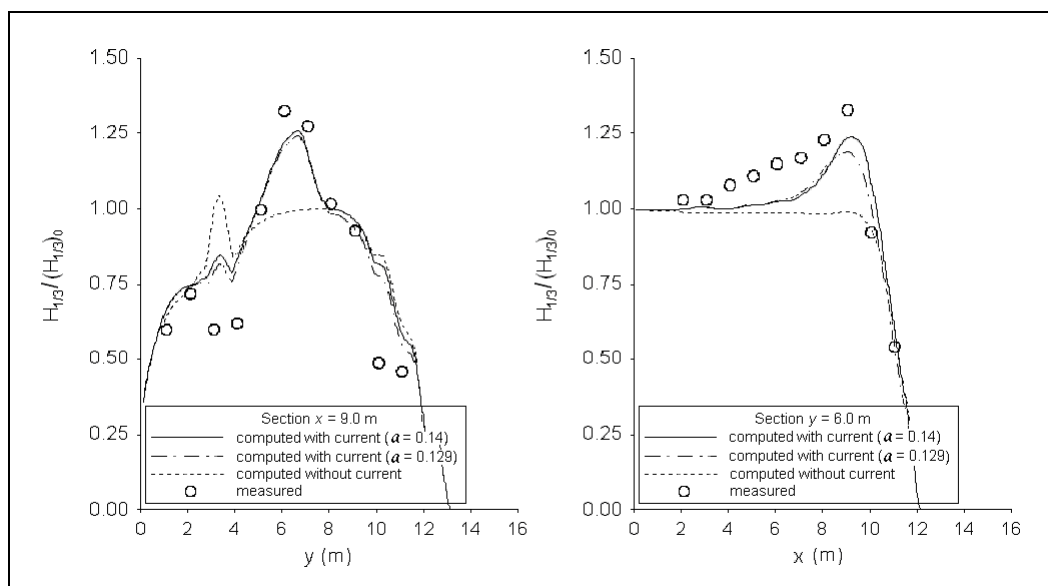 1.50
1.25
1.00
0.75
0.50
0.25
0.00
H1/3/(H1/3)0
Section x = 9.0 m
computed with current (a = 0.14)
computed with current (a = 0.129)
computed without current
measured
0 2 4 6 8 10 12 14 16
y (m)
1.50
1.25
1.00
0.75
0.50
0.25
0.00
H1/3/(H1/3)0
Section y = 6.0 m
computed with current (a = 0.14)
computed with current (a = 0.129)
computed without current
measured
0 2 4 6 8 10 12 14 16
x (m)